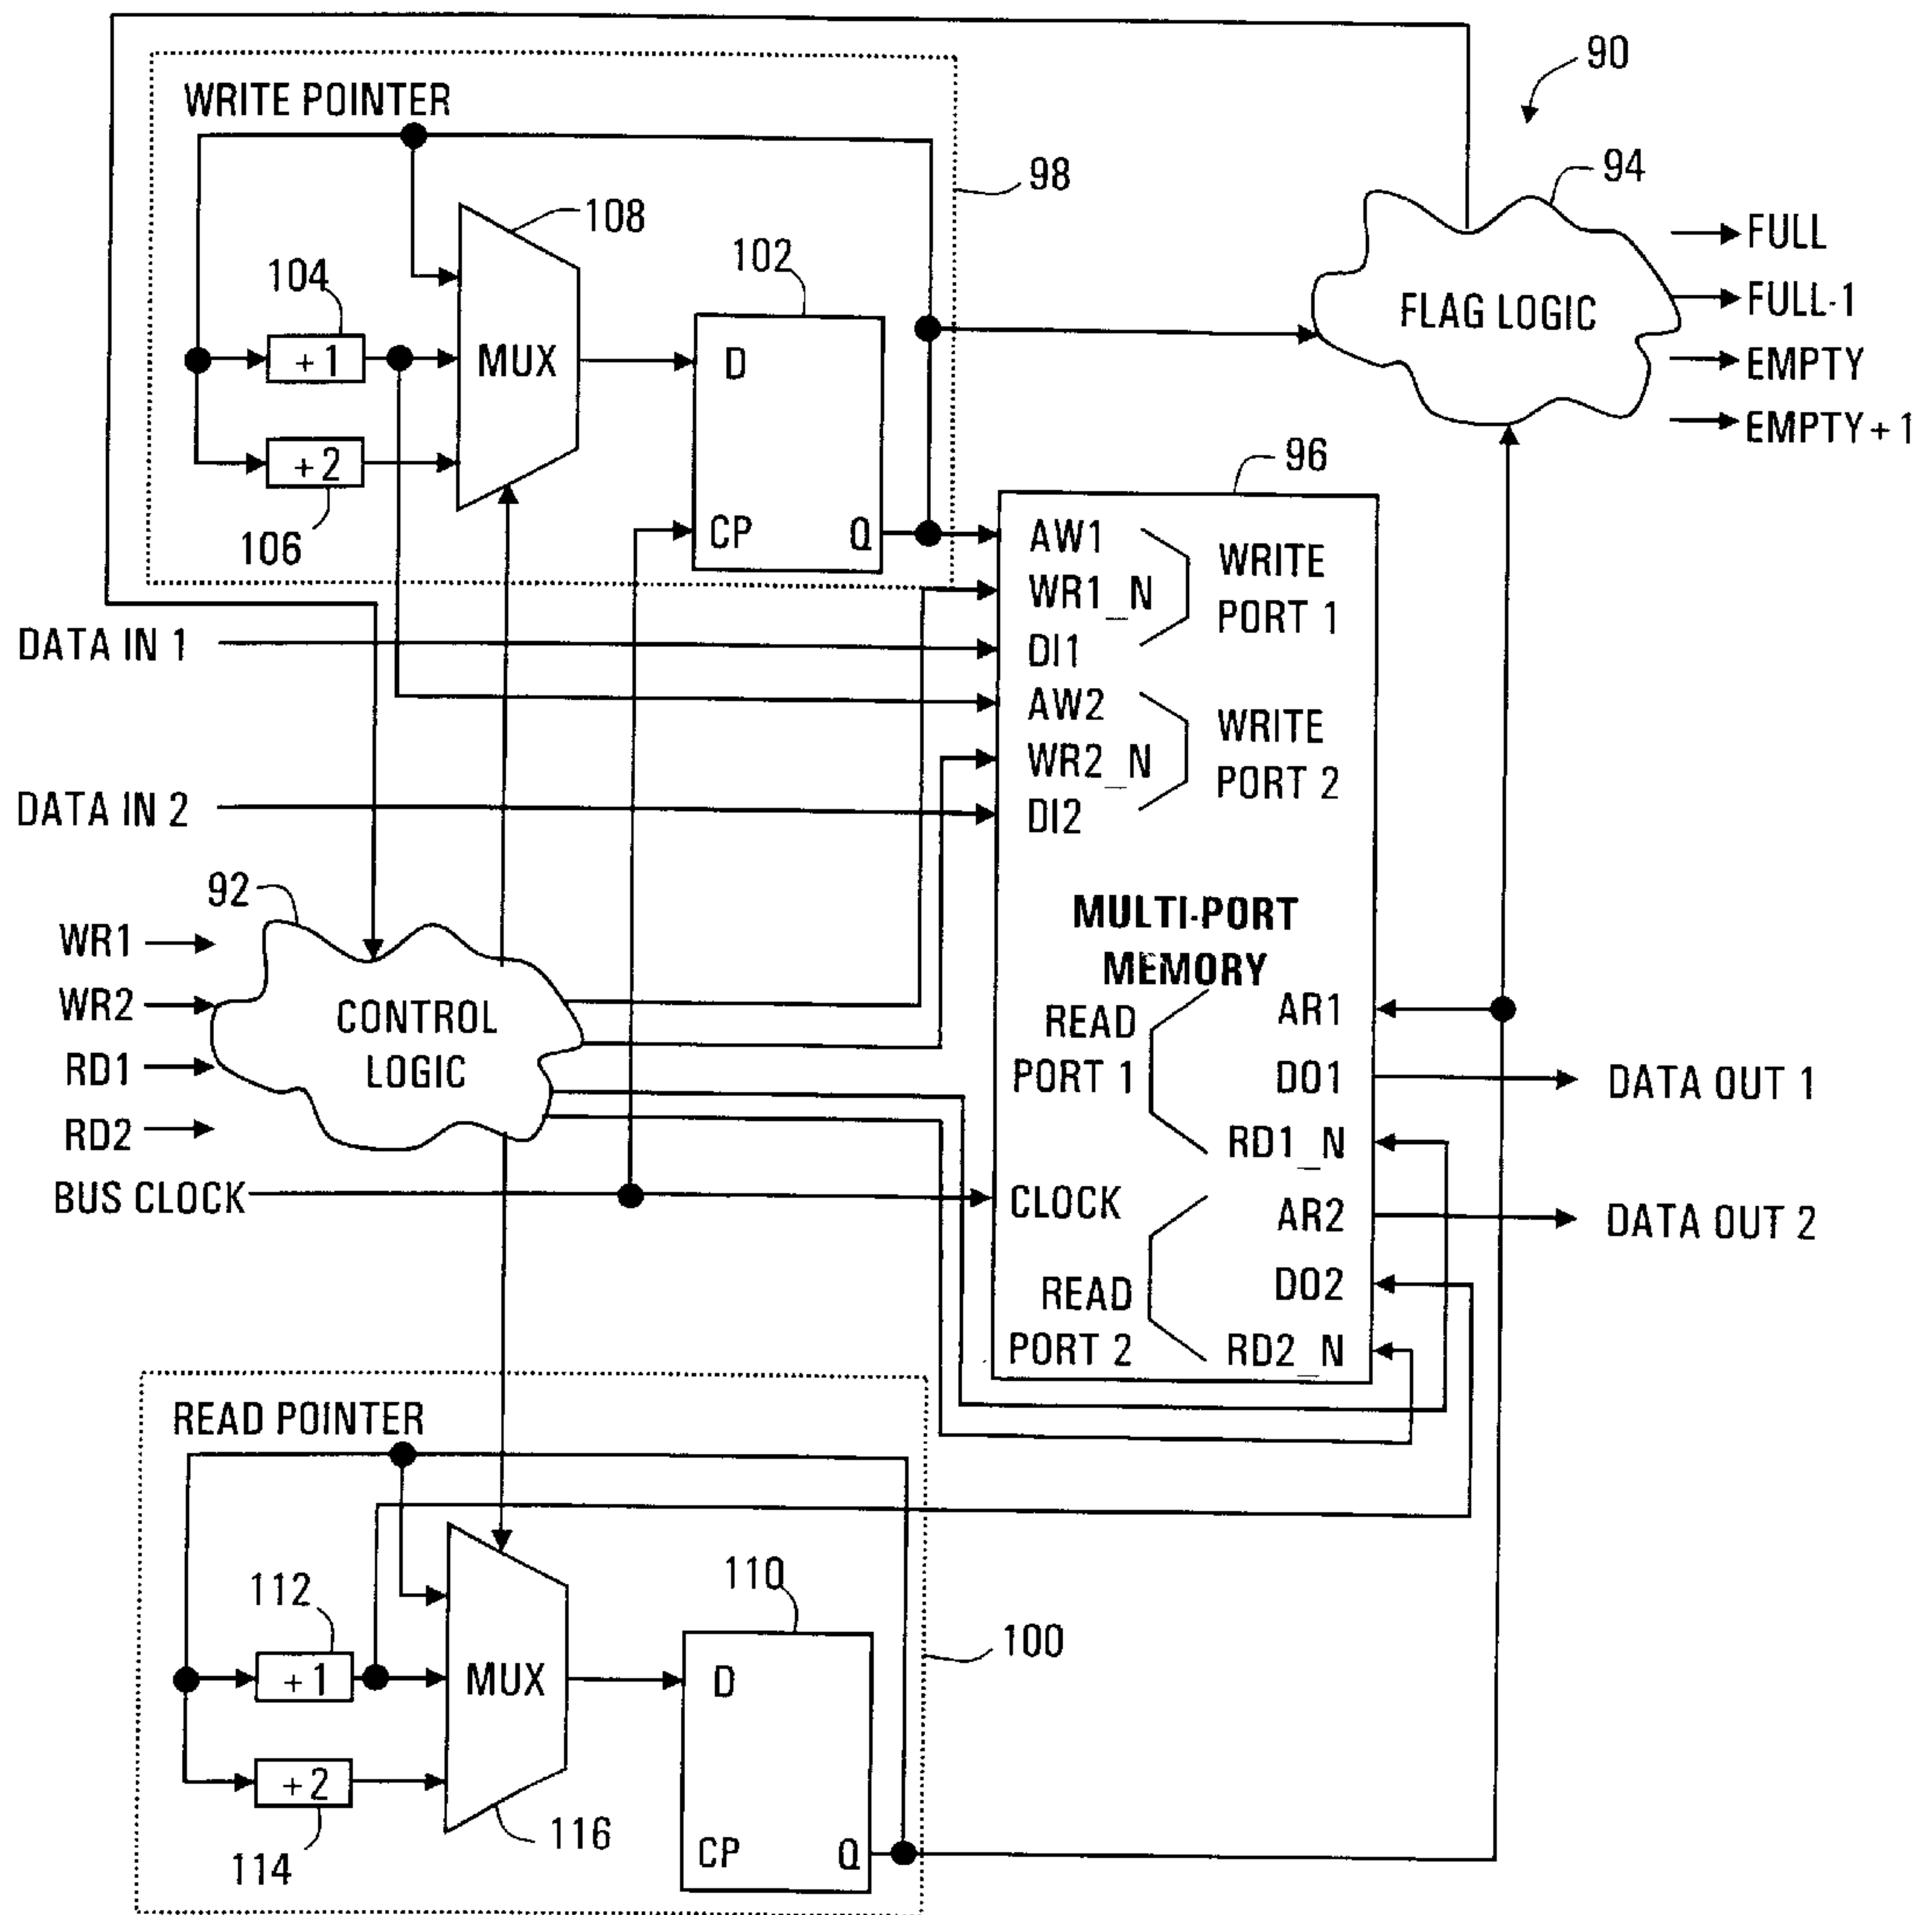 90
WRITE POINTER
98
94
108
FULL
102
104
FULL-1
FLAG LOGIC
+1
MUX
D
EMPTY
EMPTY+1
+2
96
106
CP
Q
AW1
WRITE
PORT 1
WR1_N
DI1
DATA IN 1
AW2
WRITE
PORT 2
WR2_N
DI2
DATA IN 2
92
MULTI-PORT
MEMORY
WR1
WR2
RD1
RD2
CONTROL
LOGIC
READ
PORT 1
AR1
DO1
RD1_N
DATA OUT 1
BUS CLOCK
CLOCK
AR2
DATA OUT 2
READ
PORT 2
DO2
RD2_N
READ POINTER
110
112
100
+1
MUX
D
+2
116
114
CP
Q